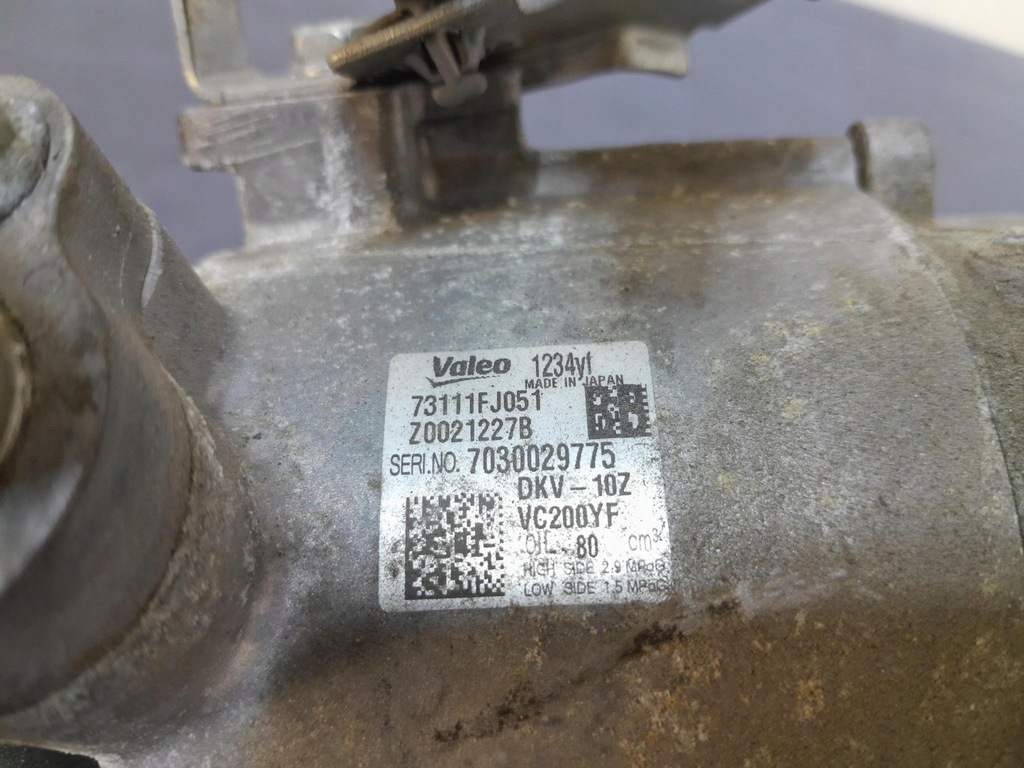 Valeo 1234yf
MADE IN JAPAN
73111FJ051
Z0021227B
SERI.NO. 7030029775
DKV-10Z
VC200YF
OIL 80 cm³
HIGH SIDE 2.9 MPaG
LOW SIDE 1.5 MPaG